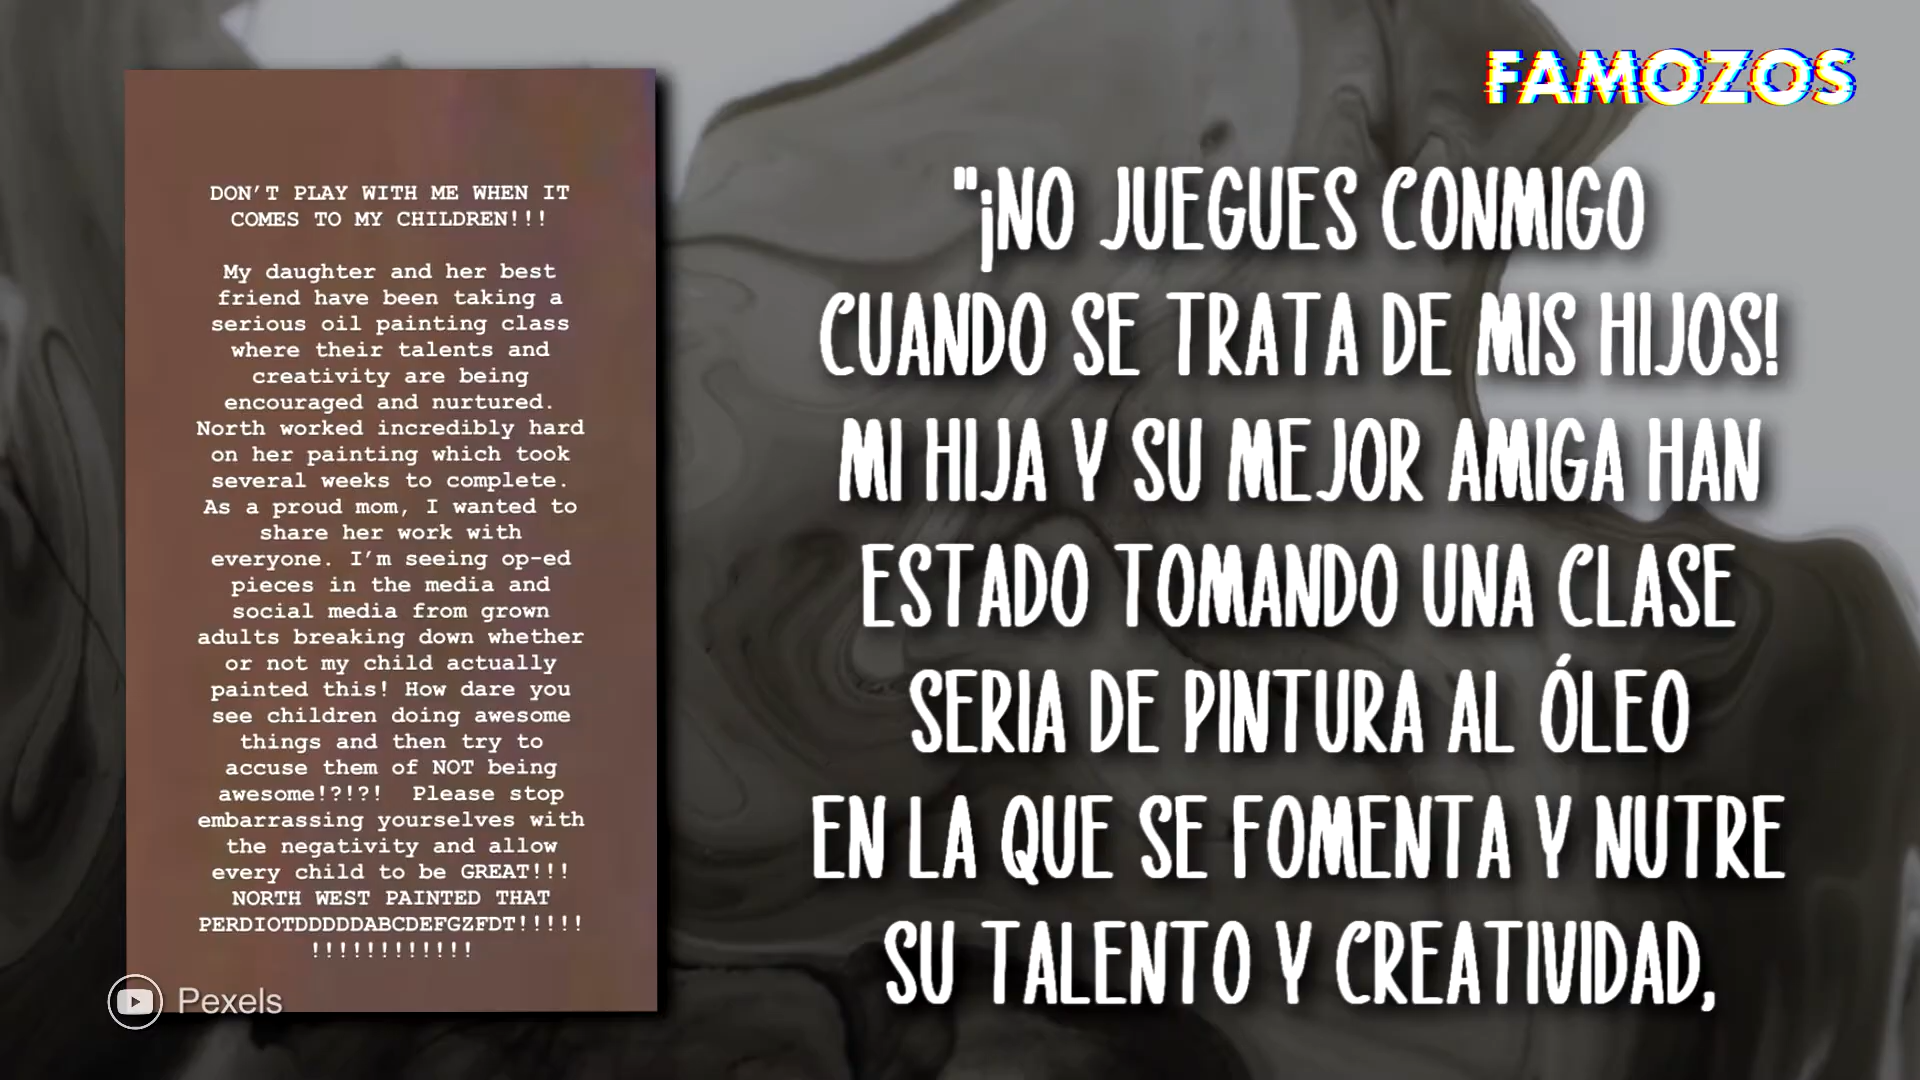 FAMOZOS
DON'T PLAY WITH ME WHEN IT
COMES TO MY CHILDREN!!!
My daughter and her best
friend have been taking a
serious oil painting class
where their talents and
creativity are being
encouraged and nurtured.
North worked incredibly hard
on her painting which took
several weeks to complete.
As a proud mom, I wanted to
share her work with
everyone. I'm seeing op-ed
pieces in the media and
social media from grown
adults breaking down whether
or not my child actually
painted this! How dare you
see children doing awesome
things and then try to
accuse them of NOT being
awesome!?!?! Please stop
embarrassing yourselves with
the negativity and allow
every child to be GREAT!!!
NORTH WEST PAINTED THAT
PERDIOTDDDDDABCDEFGZFDT!!!!!
!!!!!!!!!!!!
Pexels
"¡NO JUEGUES CONMIGO
CUANDO SE TRATA DE MIS HIJOS!
MI HIJA Y SU MEJOR AMIGA HAN
ESTADO TOMANDO UNA CLASE
SERIA DE PINTURA AL ÓLEO
EN LA QUE SE FOMENTA Y NUTRE
SU TALENTO Y CREATIVIDAD,